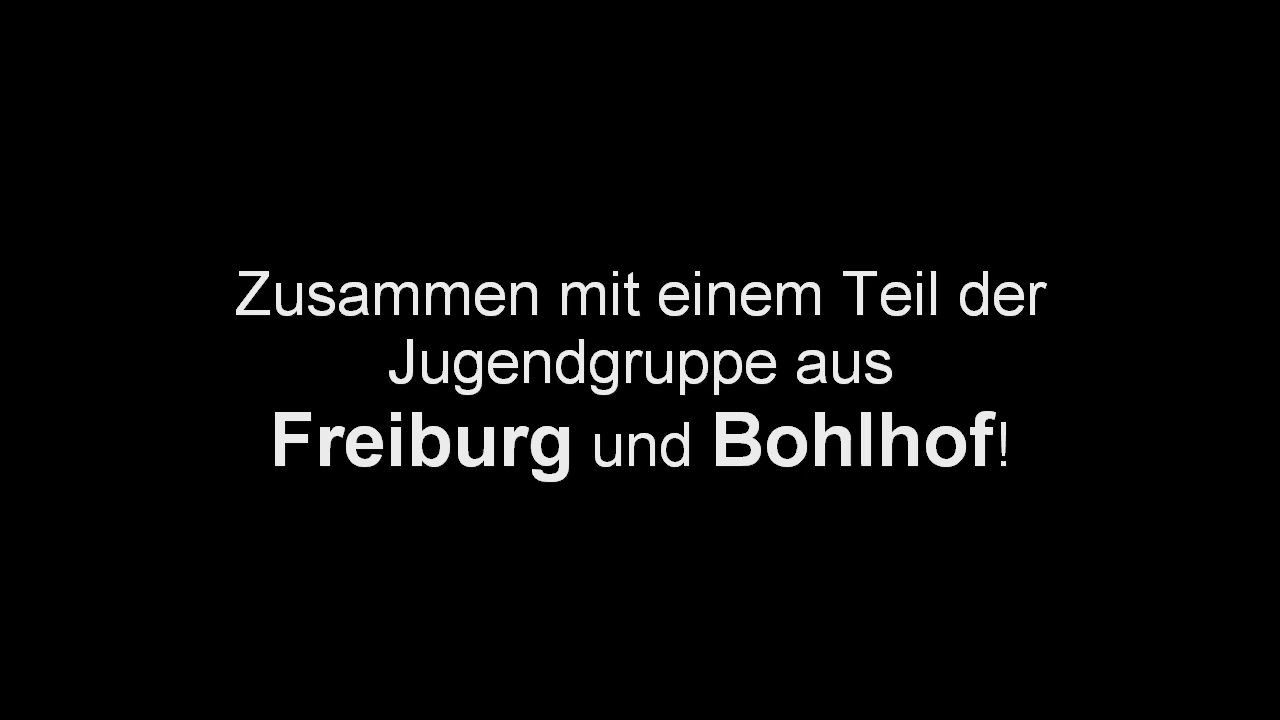 Zusammen mit einem Teil der
Jugendgruppe aus
Freiburg und Bohlhof!